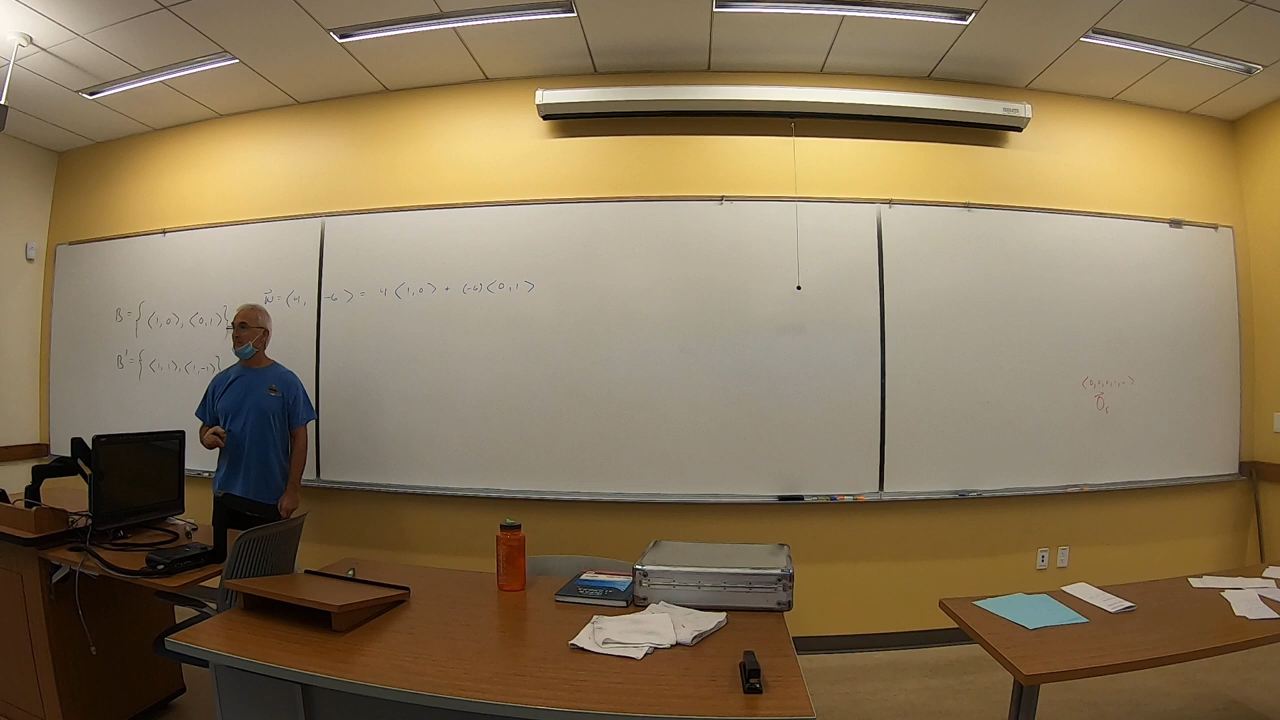 B = { ⟨1,0⟩, ⟨0,1⟩ }
w⃗ = ⟨4, -6⟩ = 4⟨1,0⟩ + (-6)⟨0,1⟩
B' = { ⟨1,1⟩, ⟨1,-1⟩ }